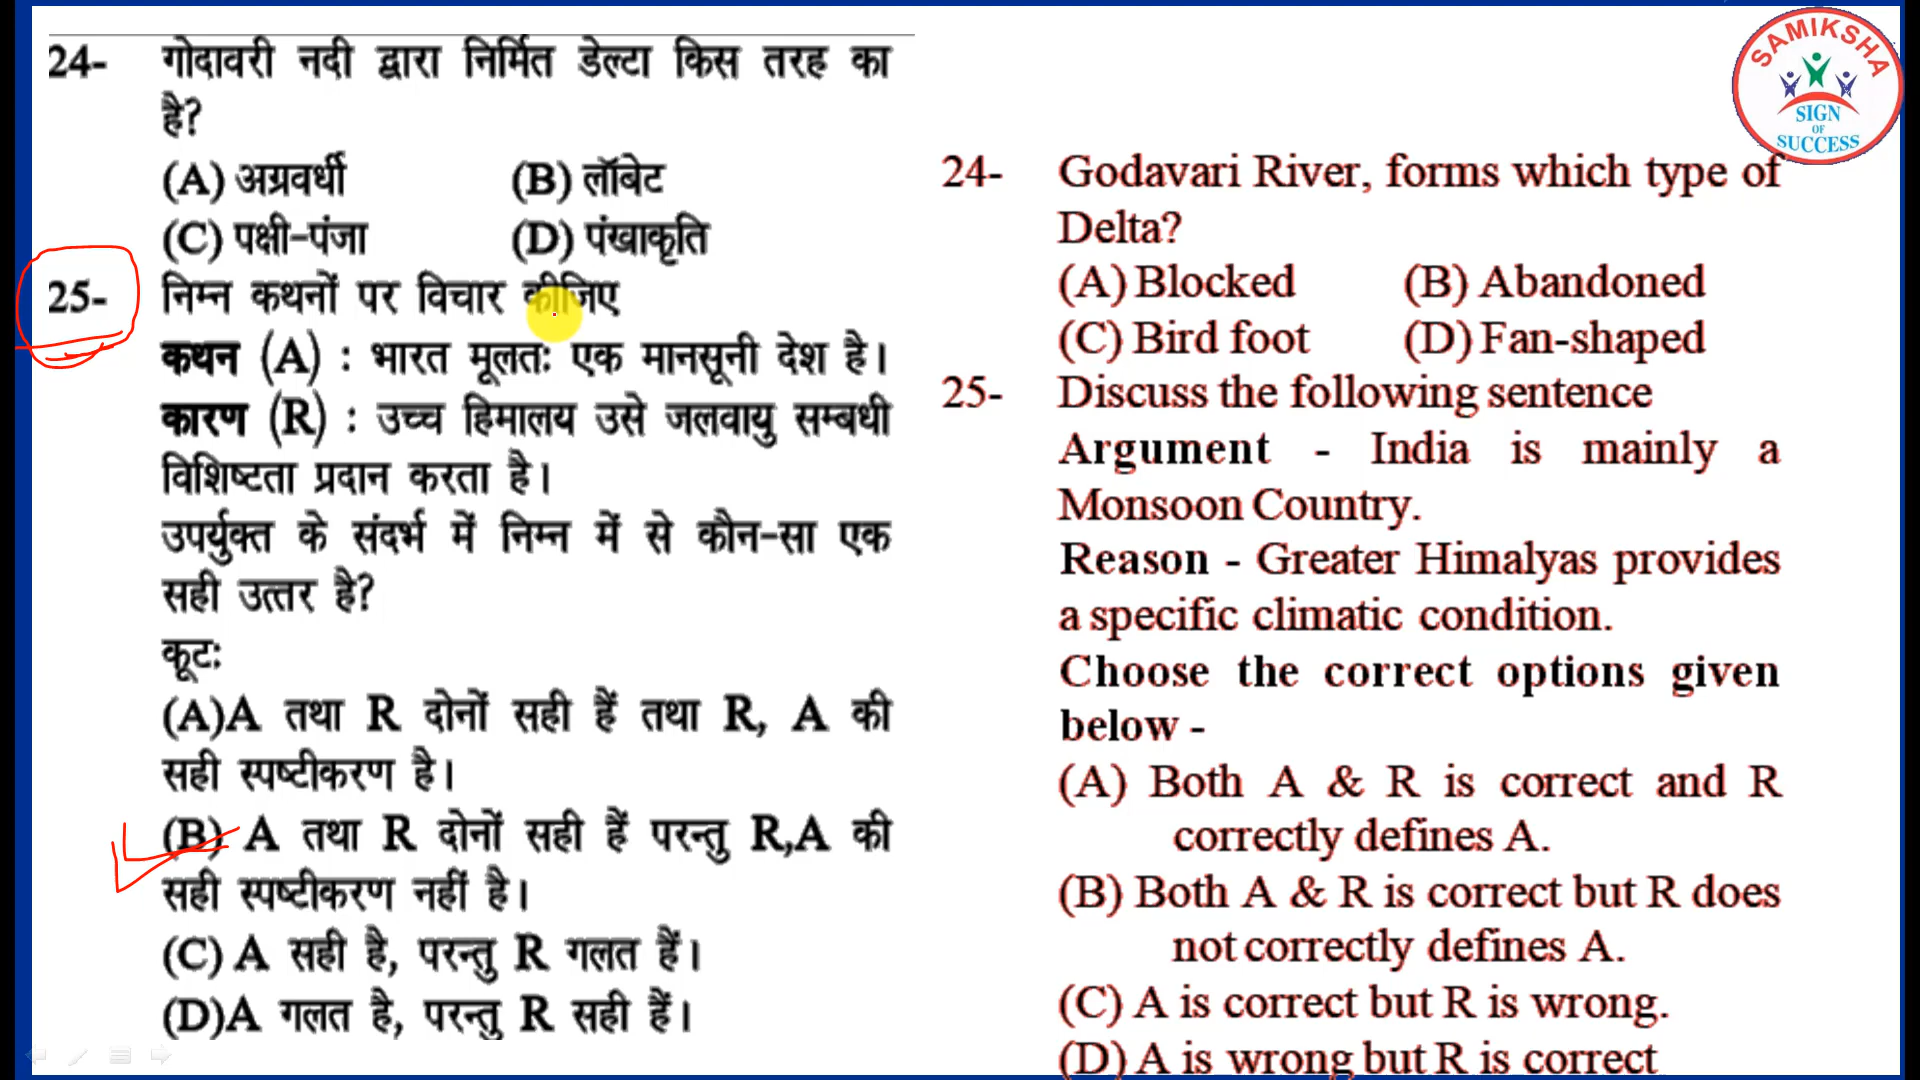 24- गोदावरी नदी द्वारा निर्मित डेल्टा किस तरह का
है?
(A) अग्रवर्धी (B) लॉबेट
(C) पक्षी-पंजा (D) पंखाकृति
25- निम्न कथनों पर विचार कीजिए
कथन (A) : भारत मूलतः एक मानसूनी देश है।
कारण (R) : उच्च हिमालय उसे जलवायु सम्बधी
विशिष्टता प्रदान करता है।
उपर्युक्त के संदर्भ में निम्न में से कौन-सा एक
सही उत्तर है?
कूटः
(A)A तथा R दोनों सही हैं तथा R, A की
सही स्पष्टीकरण है।
(B) A तथा R दोनों सही हैं परन्तु R,A की
सही स्पष्टीकरण नहीं है।
(C) A सही है, परन्तु R गलत हैं।
(D)A गलत है, परन्तु R सही हैं।
SAMIKSHA
SIGN
OF
SUCCESS
24- Godavari River, forms which type of
Delta?
(A) Blocked (B) Abandoned
(C) Bird foot (D) Fan-shaped
25- Discuss the following sentence
Argument - India is mainly a
Monsoon Country.
Reason - Greater Himalyas provides
a specific climatic condition.
Choose the correct options given
below -
(A) Both A & R is correct and R
correctly defines A.
(B) Both A & R is correct but R does
not correctly defines A.
(C) A is correct but R is wrong.
(D) A is wrong but R is correct